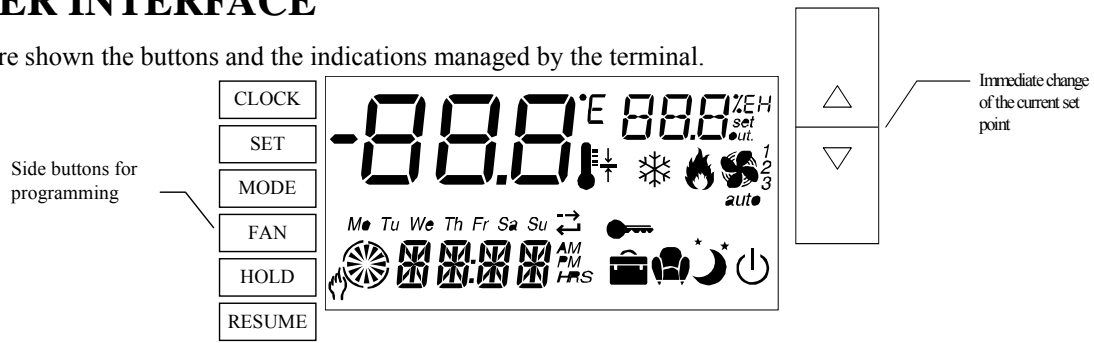 ER INTERFACE
re shown the buttons and the indications managed by the terminal.
CLOCK
SET
MODE
FAN
HOLD
RESUME
Side buttons for
programming
-88.8°E
88.8%EH
set
out.
1
2
3
auto
Mo Tu We Th Fr Sa Su
AM
PM
HRS
Immediate change
of the current set
point